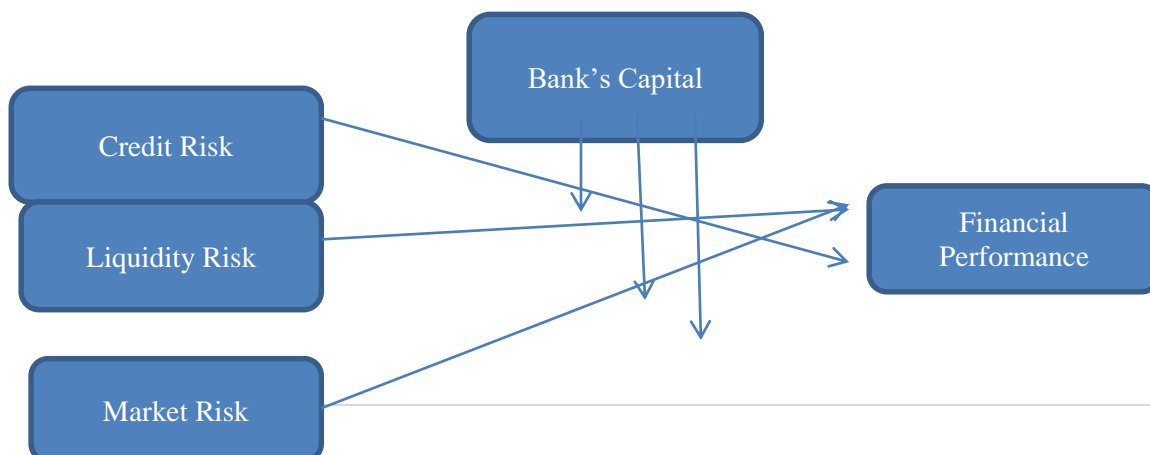 Bank’s Capital
Credit Risk
Liquidity Risk
Financial
Performance
Market Risk